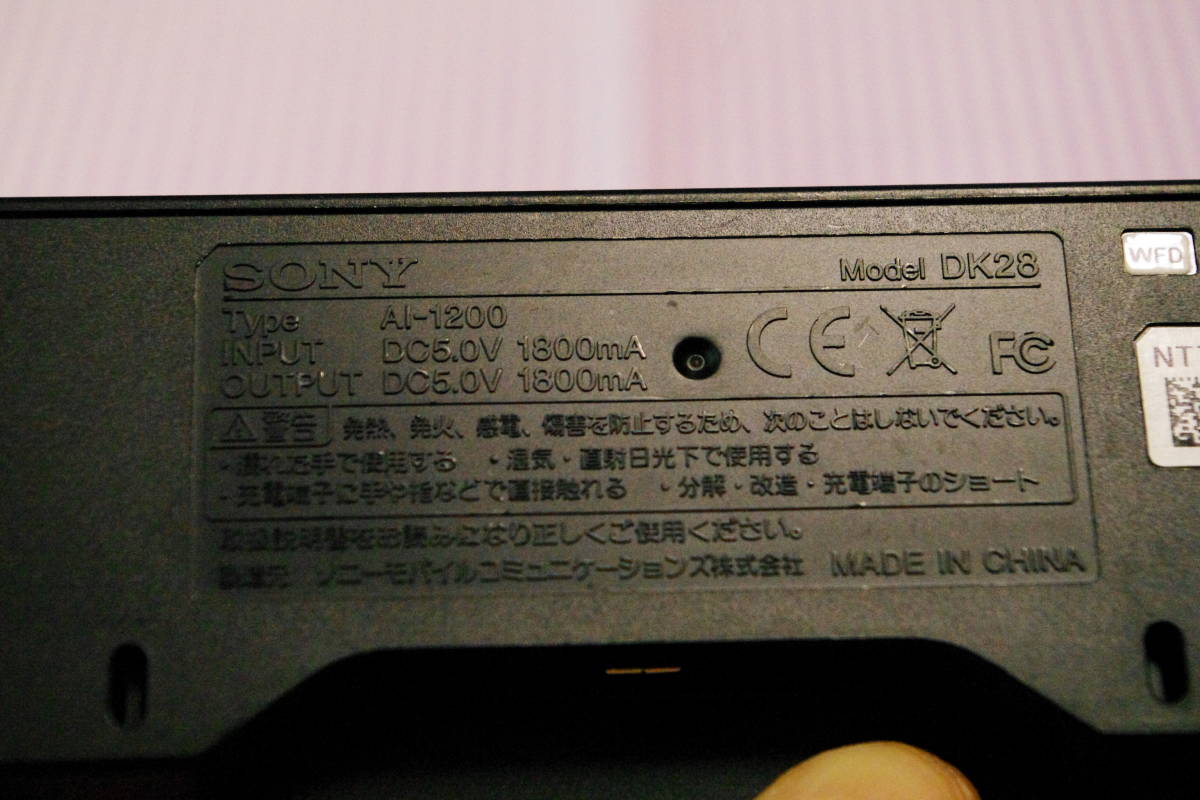 SONY Model DK28
WFD
Type AI-1200
INPUT DC5.0V 1800mA
OUTPUT DC5.0V 1800mA
CE FC
警告 発熱、発火、感電、傷害を防止するため、次のことはしないでください。
・濡れた手で使用する ・湿気・直射日光下で使用する
・充電端子に手や指などで直接触れる ・分解・改造・充電端子のショート
取扱説明書をお読みになり正しくご使用ください。
製造元 ソニーモバイルコミュニケーションズ株式会社 MADE IN CHINA